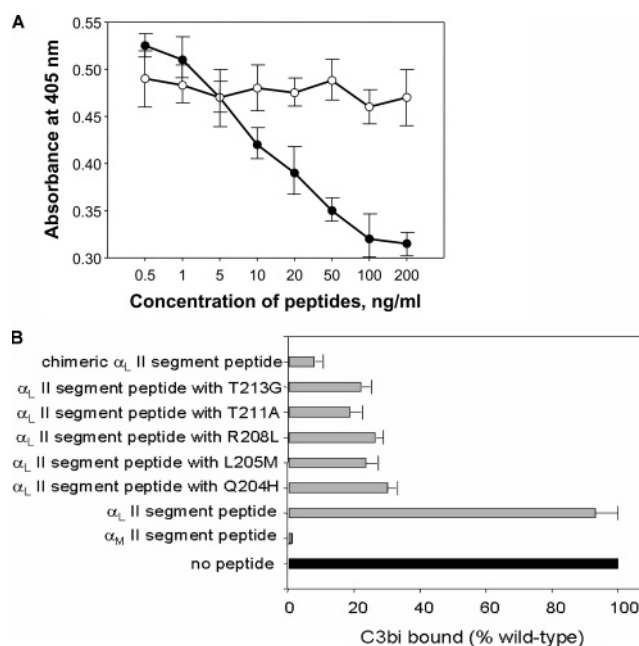 A
Absorbance at 405 nm
0.55
0.50
0.45
0.40
0.35
0.30
0.5 1 5 10 20 50 100 200
Concentration of peptides, ng/ml
B
chimeric αL II segment peptide
αL II segment peptide with T213G
αL II segment peptide with T211A
αL II segment peptide with R208L
αL II segment peptide with L205M
αL II segment peptide with Q204H
αL II segment peptide
αM II segment peptide
no peptide
0 20 40 60 80 100
C3bi bound (% wild-type)